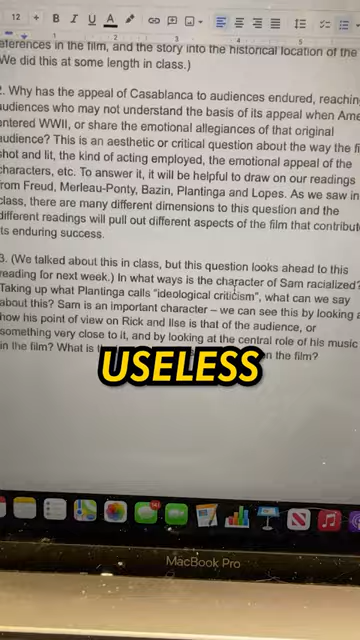 12 B I U A
1 2 3 4 5
eferences in the film, and the story into the historical location of the
We did this at some length in class.)
2. Why has the appeal of Casablanca to audiences endured, reaching
audiences who may not understand the basis of its appeal when Ame
ntered WWII, or share the emotional allegiances of that original
audience? This is an aesthetic or critical question about the way the fi
shot and lit, the kind of acting employed, the emotional appeal of the
characters, etc. To answer it, it will be helpful to draw on our readings
rom Freud, Merleau-Ponty, Bazin, Plantinga and Lopes. As we saw in
class, there are many different dimensions to this question and the
different readings will pull out different aspects of the film that contribut
ts enduring success.
3. (We talked about this in class, but this question looks ahead to this
reading for next week.) In what ways is the character of Sam racialized?
Taking up what Plantinga calls "ideological criticism", what can we say
about this? Sam is an important character – we can see this by looking a
how his point of view on Rick and Ilse is that of the audience, or
something very close to it, and by looking at the central role of his music
in the film? What is on the film?
USELESS
MacBook Pro